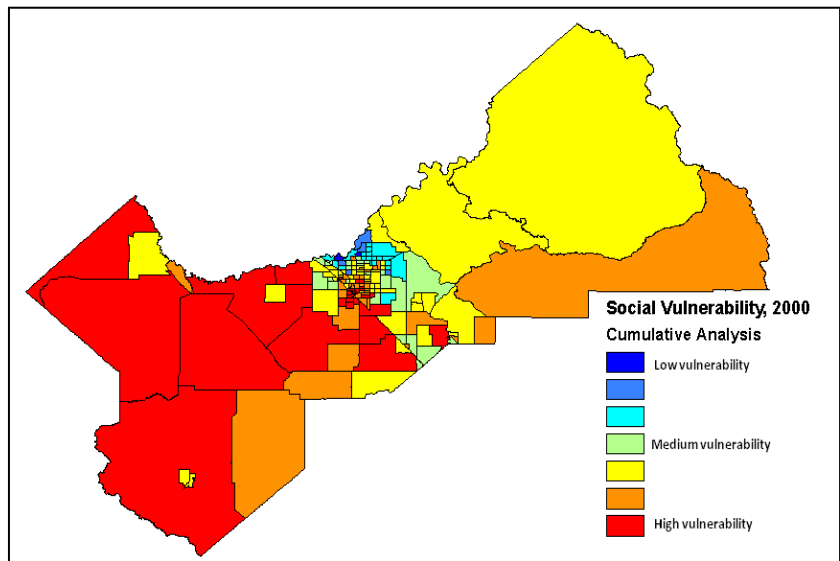 Social Vulnerability, 2000
Cumulative Analysis
Low vulnerability
Medium vulnerability
High vulnerability